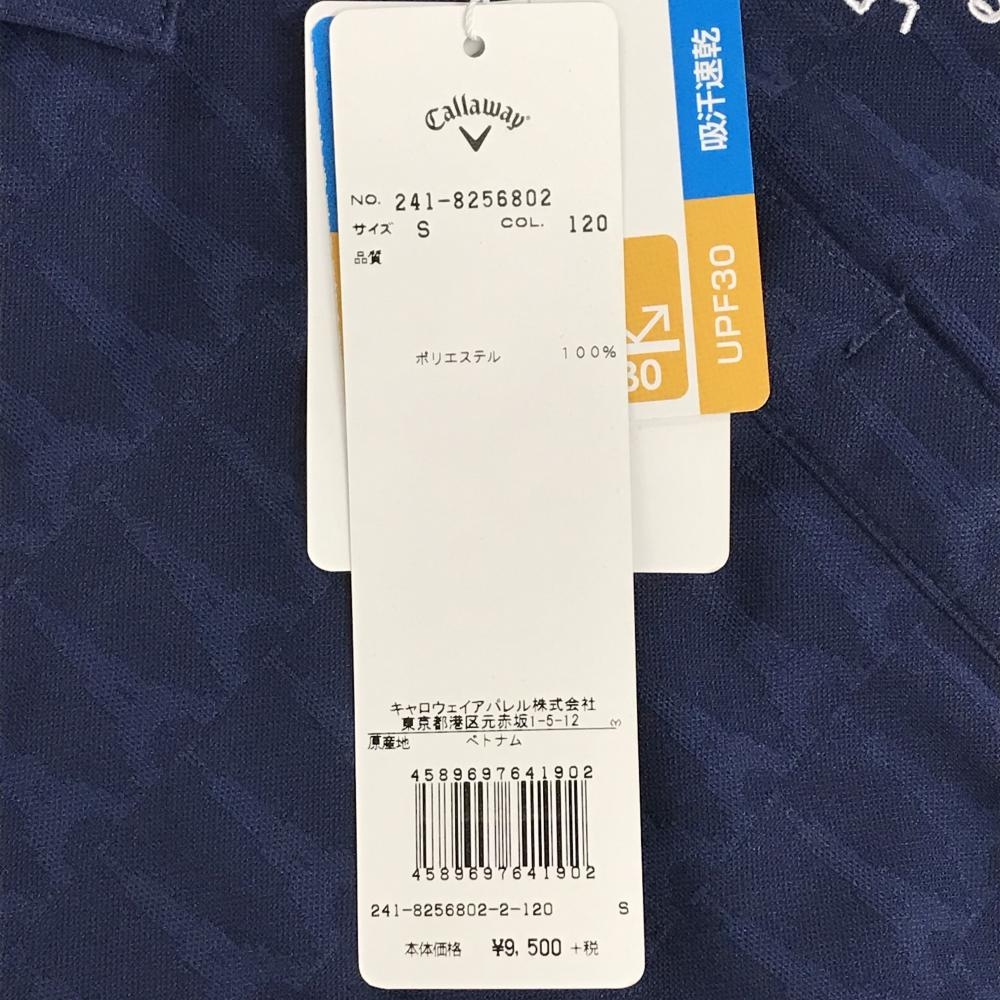 Callaway
NO. 241-8256802
サイズ S COL. 120
品質
ポリエステル 100%
キャロウェイアパレル株式会社
東京都港区元赤坂1-5-12 (3)
原産地 ベトナム
4589697641902
4589697641902
241-8256802-2-120 S
本体価格 ¥9,500 +税
吸汗速乾
UPF30
30